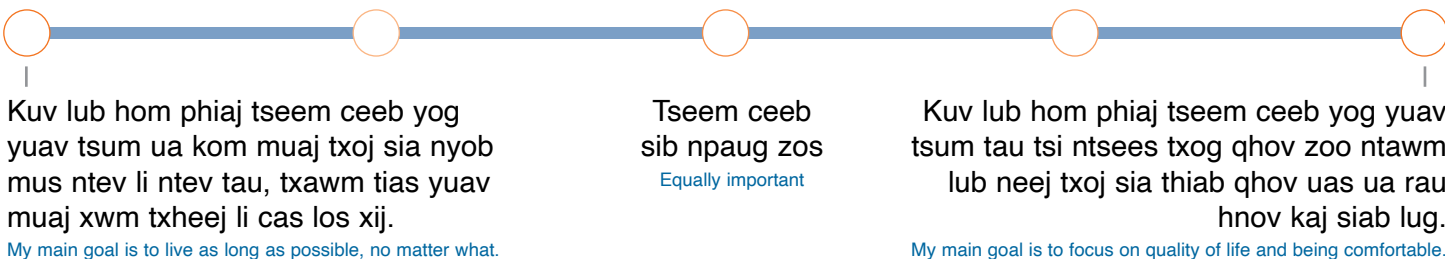 Kuv lub hom phiaj tseem ceeb yog
yuav tsum ua kom muaj txoj sia nyob
mus ntev li ntev tau, txawm tias yuav
muaj xwm txheej li cas los xij.
My main goal is to live as long as possible, no matter what.
Tseem ceeb
sib npaug zos
Equally important
Kuv lub hom phiaj tseem ceeb yog yuav
tsum tau tsi ntsees txog qhov zoo ntawm
lub neej txoj sia thiab qhov uas ua rau
hnov kaj siab lug.
My main goal is to focus on quality of life and being comfortable.